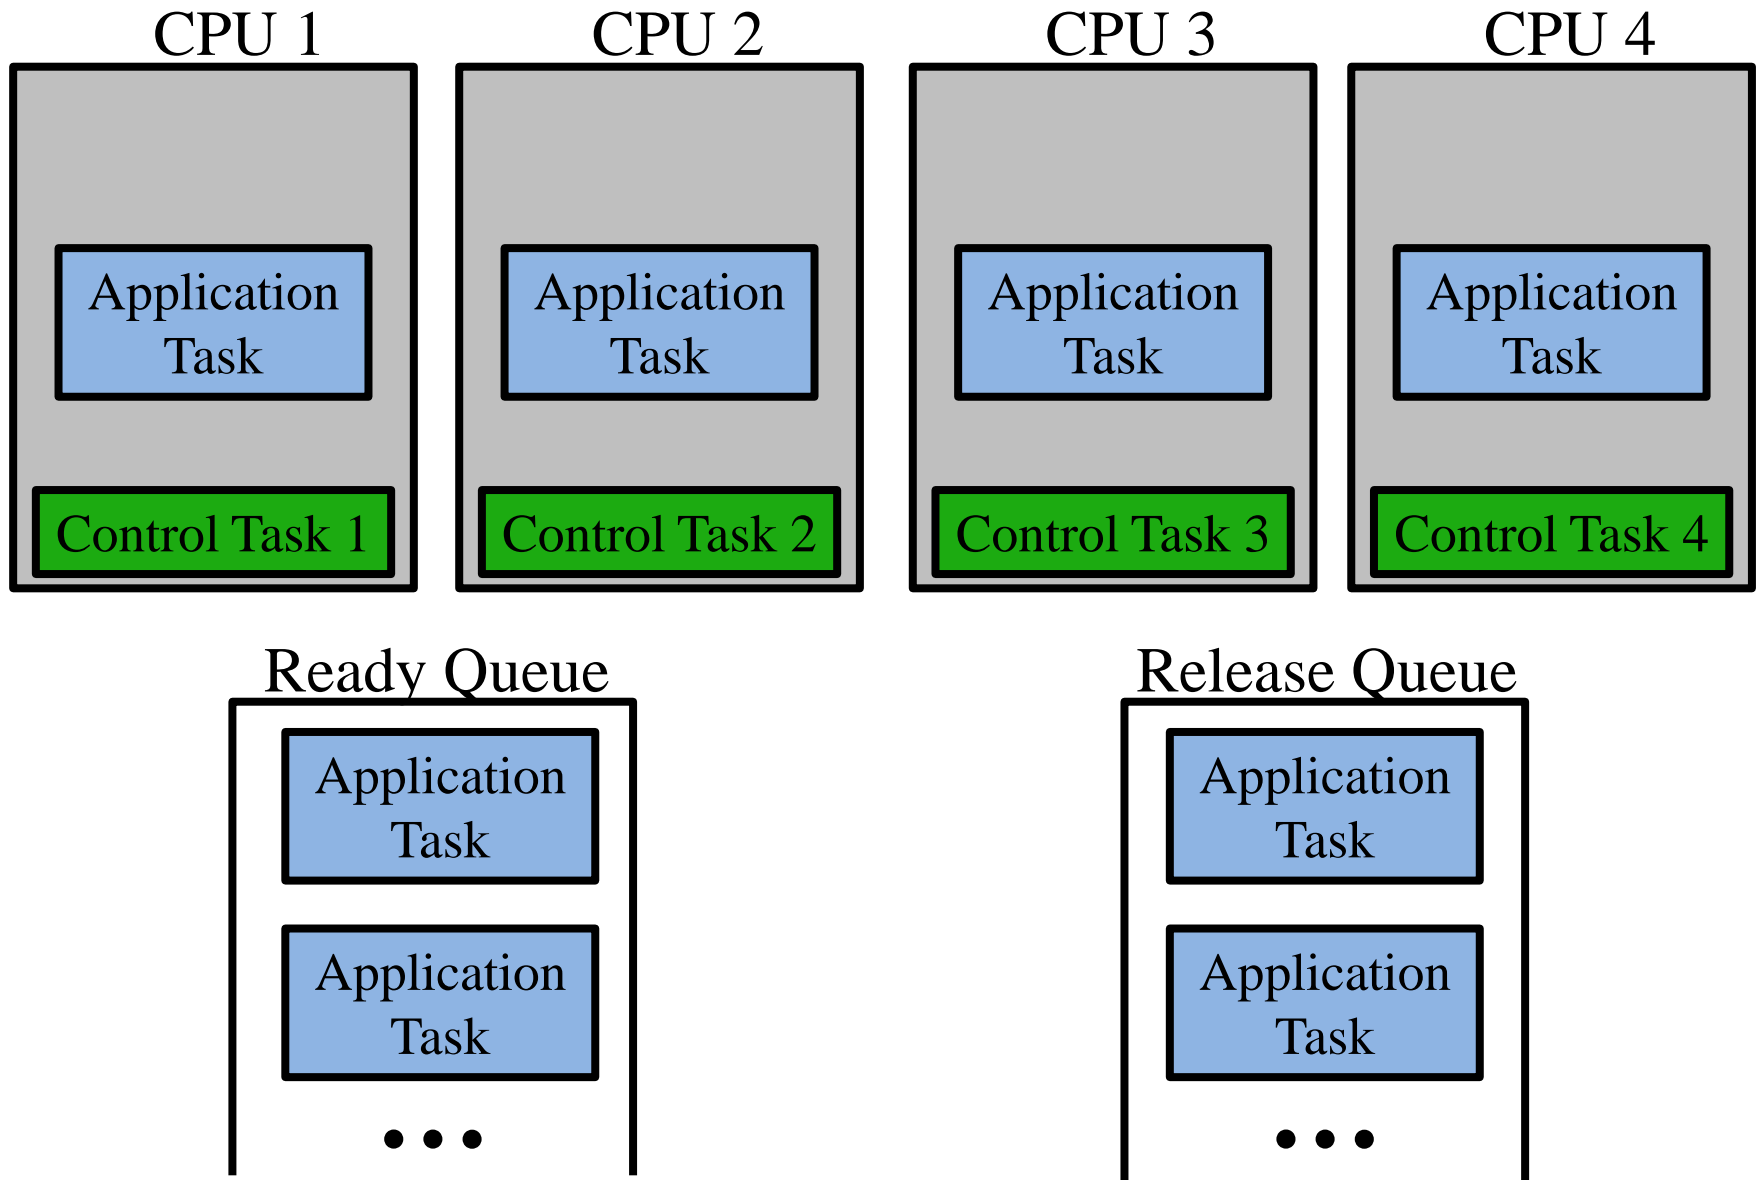 CPU 1 CPU 2 CPU 3 CPU 4
Application Application Application Application
Task Task Task Task
Control Task 1 Control Task 2 Control Task 3 Control Task 4
Ready Queue Release Queue
Application Application
Task Task
Application Application
Task Task
••• •••